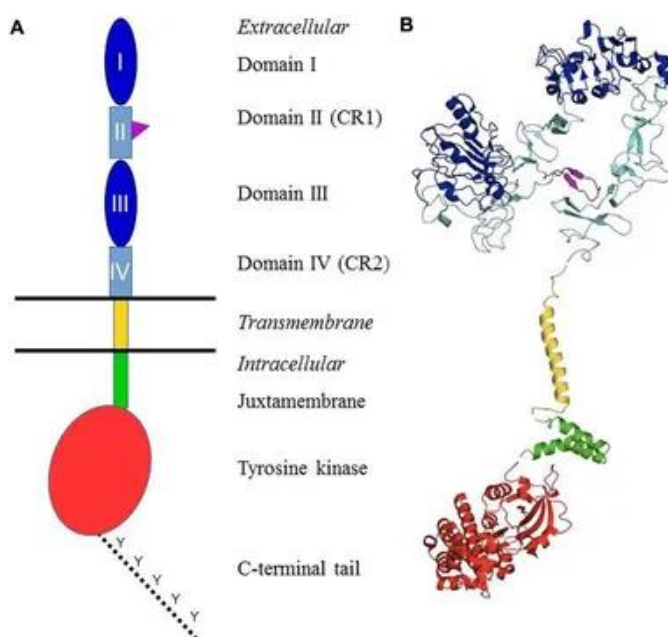 A
B
Extracellular
I
Domain I
II
Domain II (CR1)
III
Domain III
IV
Domain IV (CR2)
Transmembrane
Intracellular
Juxtamembrane
Tyrosine kinase
Y
Y
Y
Y
Y
C-terminal tail